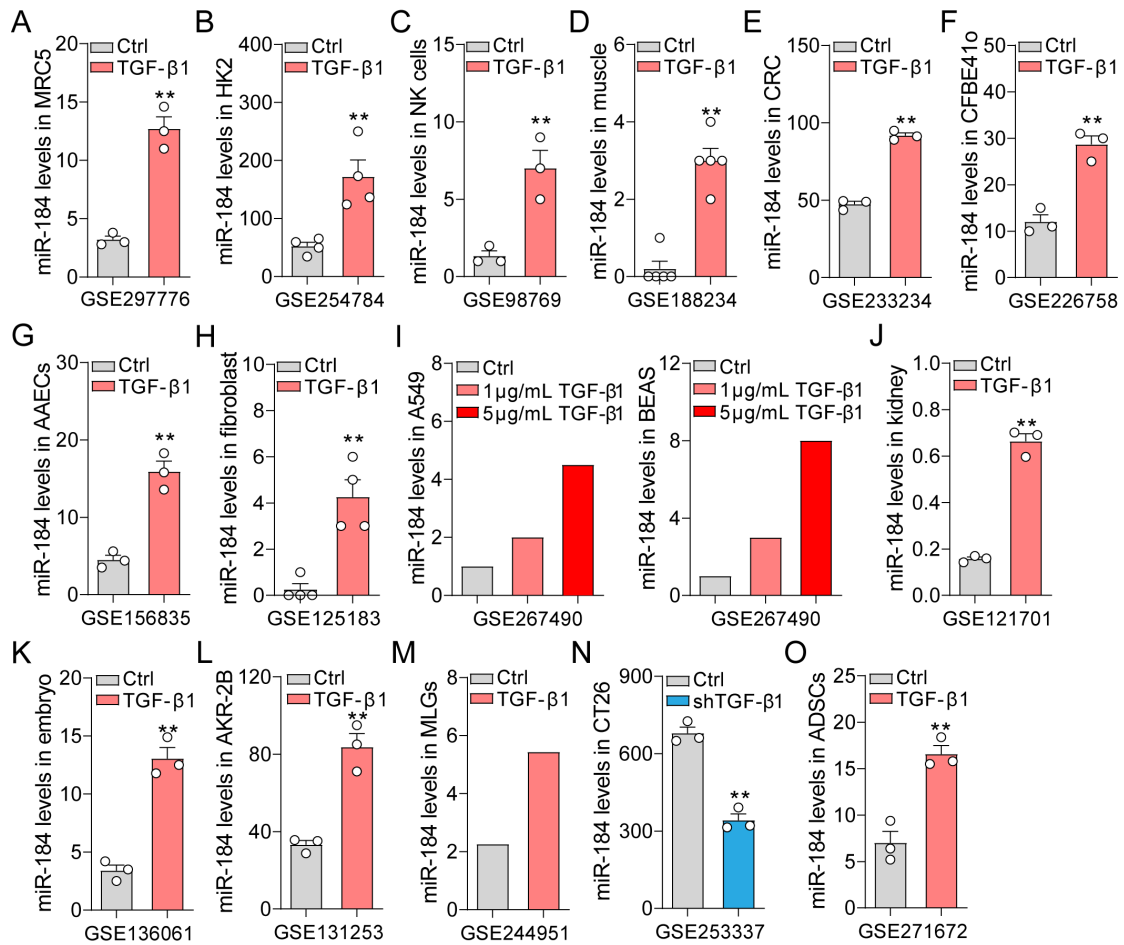 A
miR-184 levels in MRC5
Ctrl
TGF-β1
20
15
10
5
0
**
GSE297776
B
miR-184 levels in HK2
Ctrl
TGF-β1
400
300
200
100
0
**
GSE254784
C
miR-184 levels in NK cells
Ctrl
TGF-β1
15
10
5
0
**
GSE98769
D
miR-184 levels in muscle
Ctrl
TGF-β1
6
4
2
0
**
GSE188234
E
miR-184 levels in CRC
Ctrl
TGF-β1
150
100
50
0
**
GSE233234
F
miR-184 levels in CFBE41o
Ctrl
TGF-β1
50
40
30
20
10
0
**
GSE226758
G
miR-184 levels in AAECs
Ctrl
TGF-β1
30
20
10
0
**
GSE156835
H
miR-184 levels in fibroblast
Ctrl
TGF-β1
10
8
6
4
2
0
**
GSE125183
I
miR-184 levels in A549
Ctrl
1μg/mL TGF-β1
5μg/mL TGF-β1
8
6
4
2
0
GSE267490
miR-184 levels in BEAS
Ctrl
1μg/mL TGF-β1
5μg/mL TGF-β1
12
8
4
0
GSE267490
J
miR-184 levels in kidney
Ctrl
TGF-β1
1.0
0.8
0.6
0.4
0.2
0.0
**
GSE121701
K
miR-184 levels in embryo
Ctrl
TGF-β1
20
15
10
5
0
**
GSE136061
L
miR-184 levels in AKR-2B
Ctrl
TGF-β1
120
80
40
0
**
GSE131253
M
miR-184 levels in MLGs
Ctrl
TGF-β1
8
6
4
2
0
GSE244951
N
miR-184 levels in CT26
Ctrl
shTGF-β1
900
600
300
0
**
GSE253337
O
miR-184 levels in ADSCs
Ctrl
TGF-β1
25
20
15
10
5
0
**
GSE271672